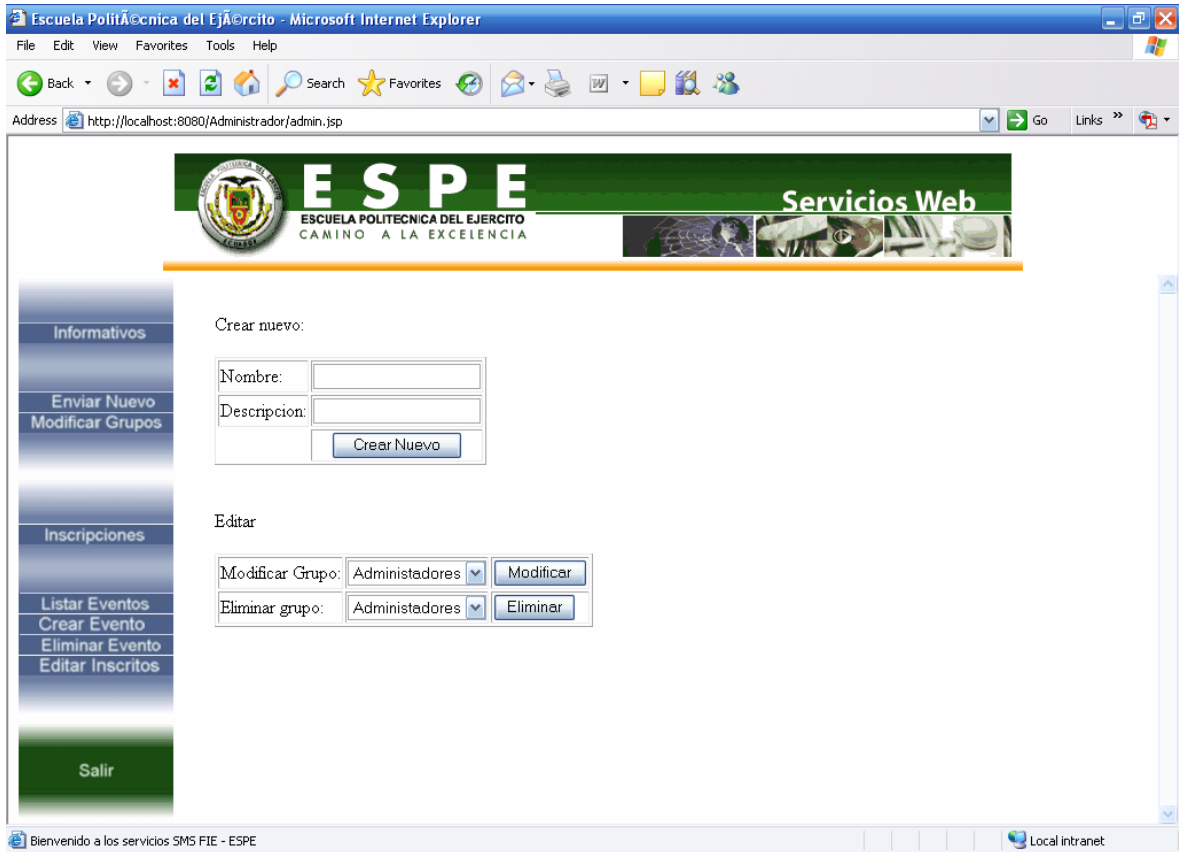 Escuela PolitÃ©cnica del EjÃ©rcito - Microsoft Internet Explorer
File Edit View Favorites Tools Help
Back Search Favorites
Address http://localhost:8080/Administrador/admin.jsp Go Links »
ESPE
ESCUELA POLITECNICA DEL EJERCITO
CAMINO A LA EXCELENCIA
Servicios Web
ECUADOR
Informativos
Enviar Nuevo
Modificar Grupos
Inscripciones
Listar Eventos
Crear Evento
Eliminar Evento
Editar Inscritos
Salir
Crear nuevo:
Nombre:
Descripcion:
Crear Nuevo
Editar
Modificar Grupo: Administadores Modificar
Eliminar grupo: Administadores Eliminar
Bienvenido a los servicios SMS FIE - ESPE Local intranet